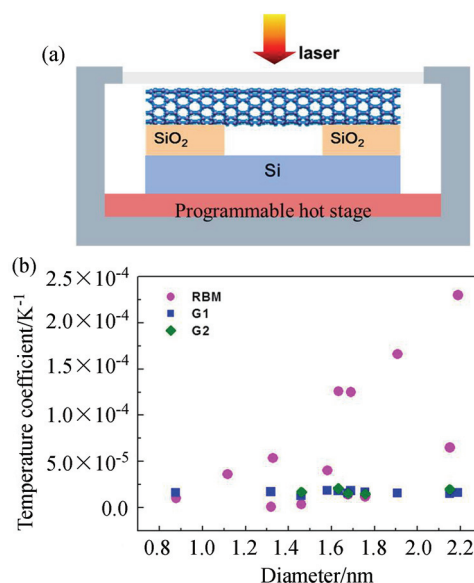 (a)
laser
SiO₂ SiO₂
Si
Programmable hot stage
(b)
2.5×10⁻⁴
2.0×10⁻⁴
1.5×10⁻⁴
1.0×10⁻⁴
5.0×10⁻⁵
0.0
Temperature coefficient/K⁻¹
RBM
G1
G2
0.8 1.0 1.2 1.4 1.6 1.8 2.0 2.2
Diameter/nm